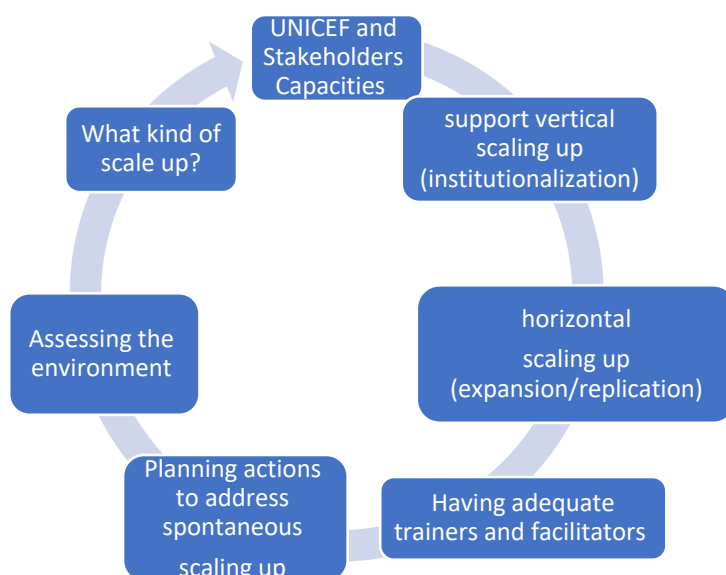 UNICEF and
Stakeholders
Capacities
support vertical
scaling up
(institutionalization)
horizontal
scaling up
(expansion/replication)
Having adequate
trainers and facilitators
Planning actions
to address
spontaneous
scaling up
Assessing the
environment
What kind of
scale up?